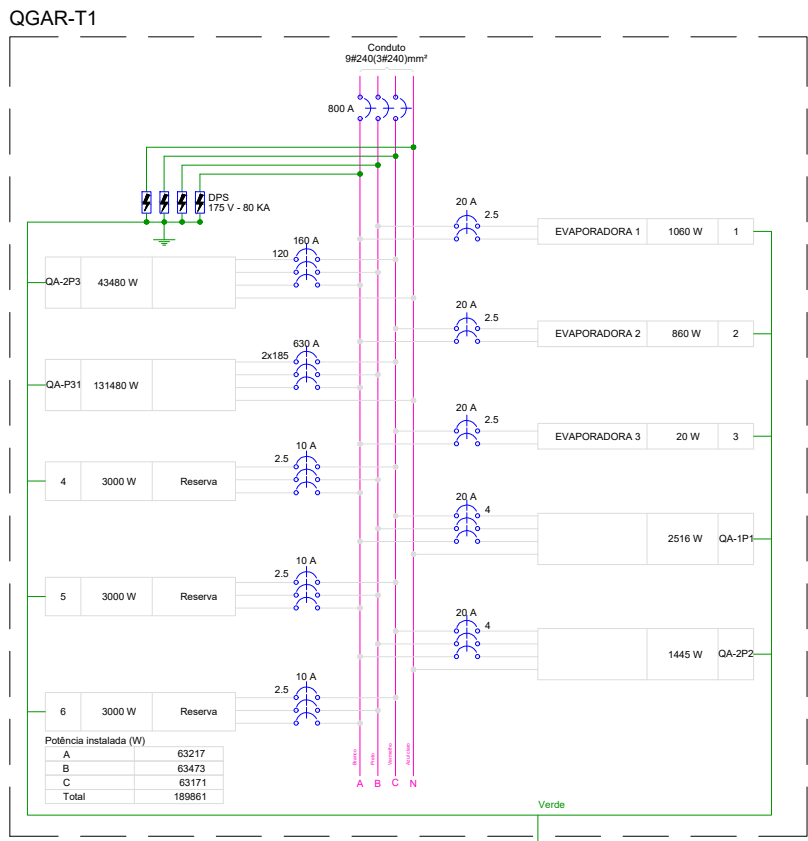 QGAR-T1
Conduto
9#240(3#240)mm²
800 A
DPS
175 V - 80 KA
160 A
120
QA-2P3 43480 W
630 A
2x185
QA-P31 131480 W
10 A
2.5
4 3000 W Reserva
10 A
2.5
5 3000 W Reserva
10 A
2.5
6 3000 W Reserva
20 A
2.5
EVAPORADORA 1 1060 W 1
20 A
2.5
EVAPORADORA 2 860 W 2
20 A
2.5
EVAPORADORA 3 20 W 3
20 A
4
2516 W QA-1P1
20 A
4
1445 W QA-2P2
Potência instalada (W)
A 63217
B 63473
C 63171
Total 189861
Branco
Preto
Vermelho
Azul claro
A B C N
Verde